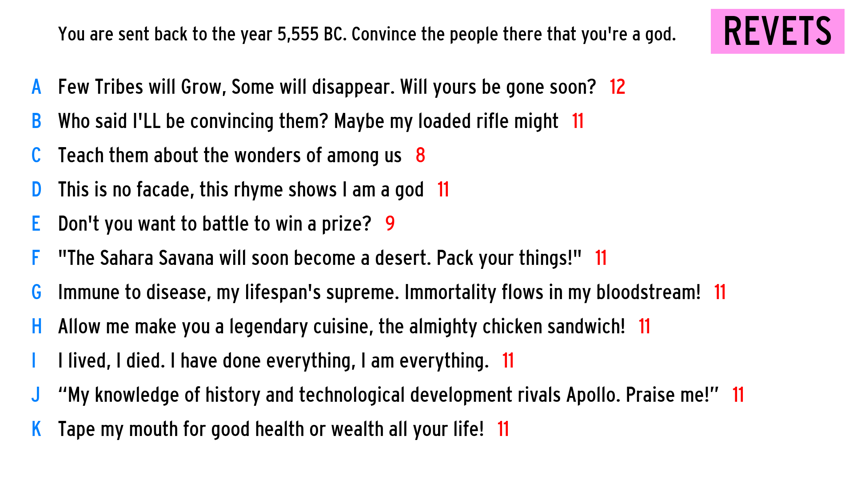 You are sent back to the year 5,555 BC. Convince the people there that you're a god.
REVETS
A Few Tribes will Grow, Some will disappear. Will yours be gone soon? 12
B Who said I'LL be convincing them? Maybe my loaded rifle might 11
C Teach them about the wonders of among us 8
D This is no facade, this rhyme shows I am a god 11
E Don't you want to battle to win a prize? 9
F "The Sahara Savana will soon become a desert. Pack your things!" 11
G Immune to disease, my lifespan's supreme. Immortality flows in my bloodstream! 11
H Allow me make you a legendary cuisine, the almighty chicken sandwich! 11
I I lived, I died. I have done everything, I am everything. 11
J “My knowledge of history and technological development rivals Apollo. Praise me!” 11
K Tape my mouth for good health or wealth all your life! 11